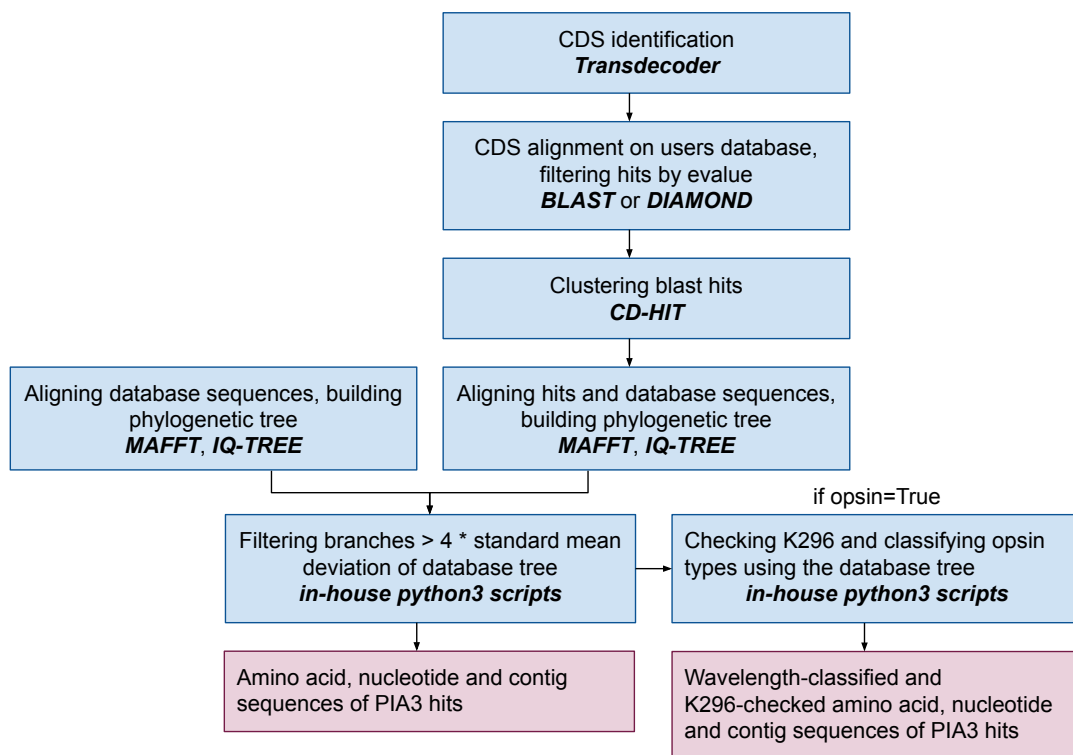 CDS identification
Transdecoder
CDS alignment on users database,
filtering hits by evalue
BLAST or DIAMOND
Clustering blast hits
CD-HIT
Aligning database sequences, building
phylogenetic tree
MAFFT, IQ-TREE
Aligning hits and database sequences,
building phylogenetic tree
MAFFT, IQ-TREE
if opsin=True
Filtering branches > 4 * standard mean
deviation of database tree
in-house python3 scripts
Checking K296 and classifying opsin
types using the database tree
in-house python3 scripts
Amino acid, nucleotide and contig
sequences of PIA3 hits
Wavelength-classified and
K296-checked amino acid, nucleotide
and contig sequences of PIA3 hits